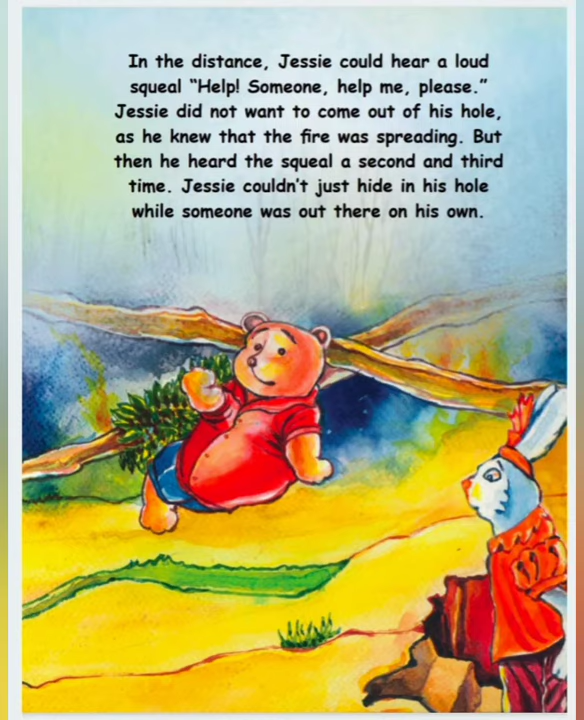 In the distance, Jessie could hear a loud
squeal “Help! Someone, help me, please.”
Jessie did not want to come out of his hole,
as he knew that the fire was spreading. But
then he heard the squeal a second and third
time. Jessie couldn’t just hide in his hole
while someone was out there on his own.